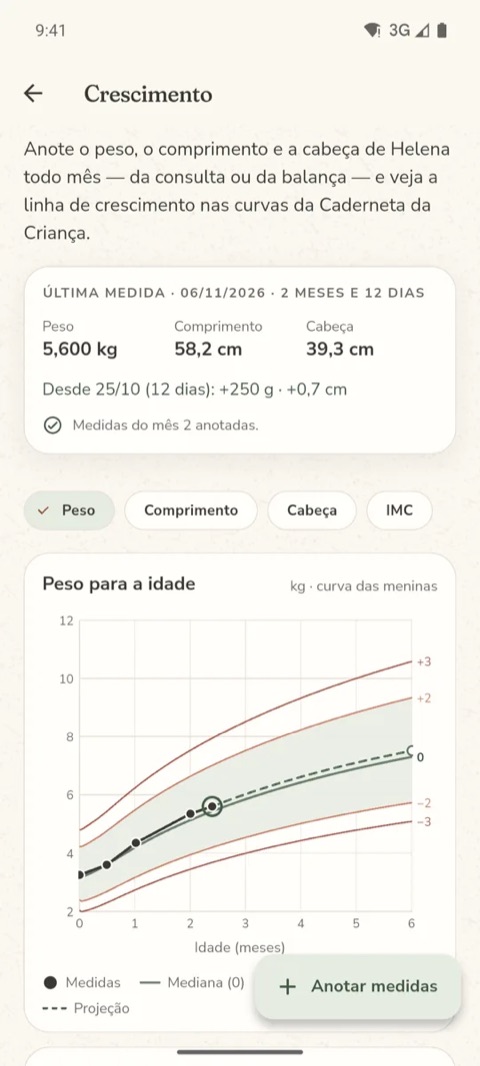 9:41
3G
Crescimento
Anote o peso, o comprimento e a cabeça de Helena
todo mês — da consulta ou da balança — e veja a
linha de crescimento nas curvas da Caderneta da
Criança.
ÚLTIMA MEDIDA · 06/11/2026 · 2 MESES E 12 DIAS
Peso Comprimento Cabeça
5,600 kg 58,2 cm 39,3 cm
Desde 25/10 (12 dias): +250 g · +0,7 cm
Medidas do mês 2 anotadas.
Peso Comprimento Cabeça IMC
Peso para a idade kg · curva das meninas
12
+3
10
+2
8
0
6
−2
−3
4
2
0 1 2 3 4 5 6
Idade (meses)
Medidas Mediana (0)
Projeção
Anotar medidas